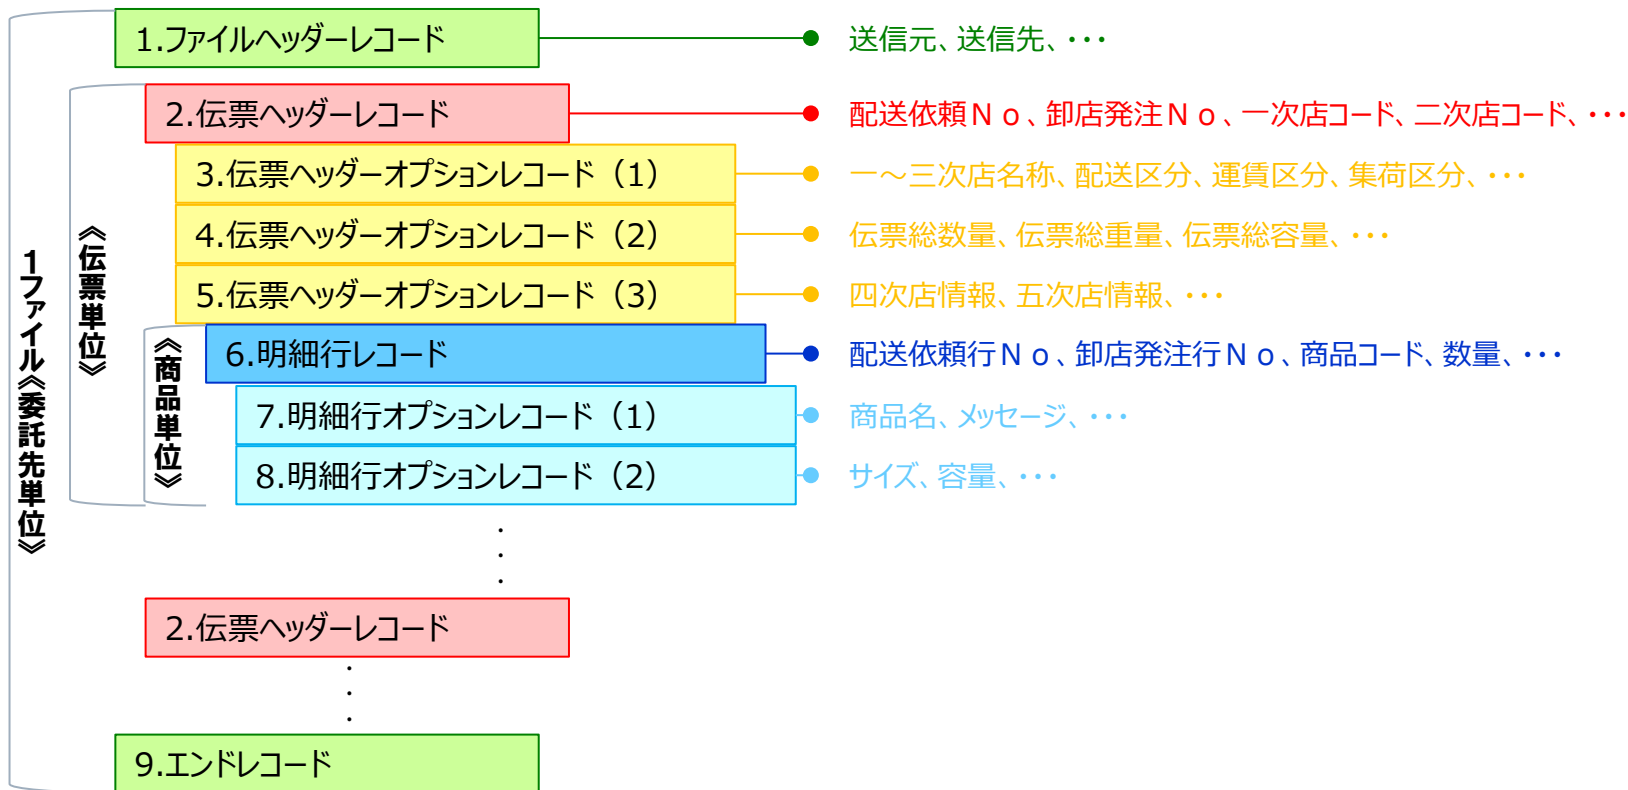 1.ファイルヘッダーレコード
送信元、送信先、・・・
2.伝票ヘッダーレコード
配送依頼Ｎｏ、卸店発注Ｎｏ、一次店コード、二次店コード、・・・
3.伝票ヘッダーオプションレコード（1）
一～三次店名称、配送区分、運賃区分、集荷区分、・・・
4.伝票ヘッダーオプションレコード（2）
伝票総数量、伝票総重量、伝票総容量、・・・
5.伝票ヘッダーオプションレコード（3）
四次店情報、五次店情報、・・・
6.明細行レコード
配送依頼行Ｎｏ、卸店発注行Ｎｏ、商品コード、数量、・・・
7.明細行オプションレコード（1）
商品名、メッセージ、・・・
8.明細行オプションレコード（2）
サイズ、容量、・・・
1ファイル《委託先単位》
《伝票単位》
《商品単位》
・・・
2.伝票ヘッダーレコード
・・・
9.エンドレコード